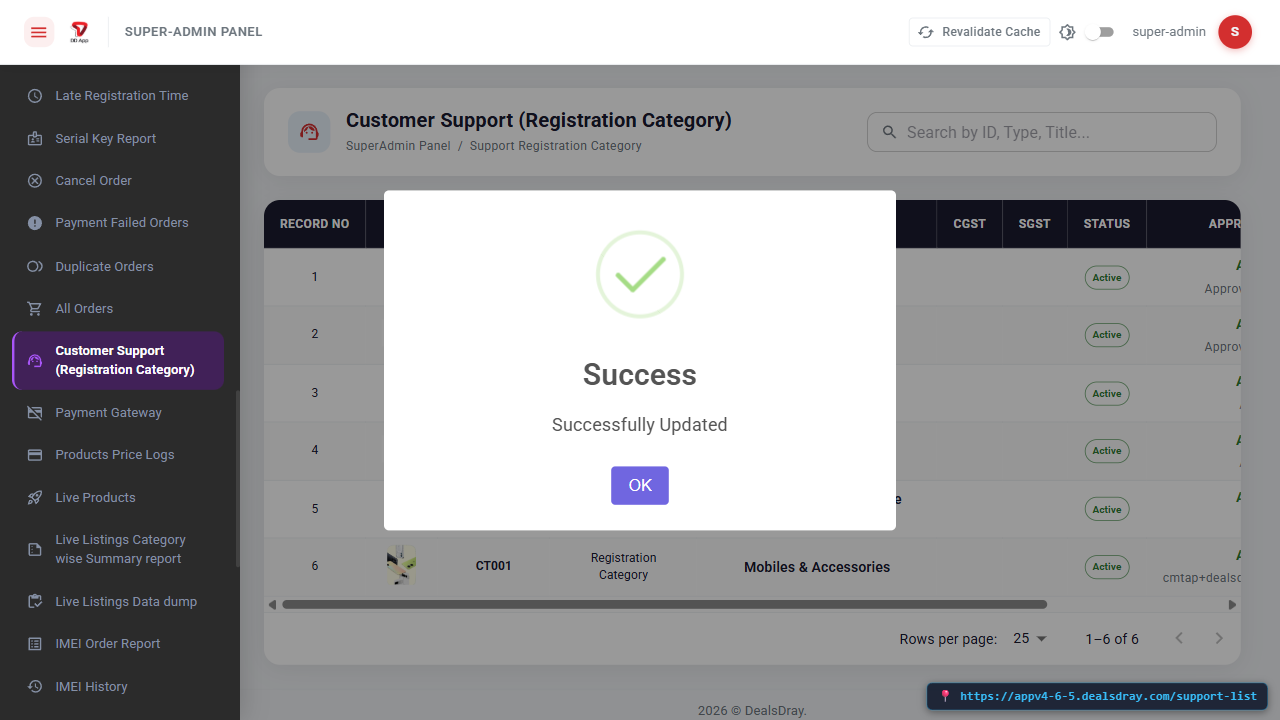 DD App
SUPER-ADMIN PANEL
Revalidate Cache
super-admin
S
Late Registration Time
Serial Key Report
Cancel Order
Payment Failed Orders
Duplicate Orders
All Orders
Customer Support
(Registration Category)
Payment Gateway
Products Price Logs
Live Products
Live Listings Category
wise Summary report
Live Listings Data dump
IMEI Order Report
IMEI History
Customer Support (Registration Category)
SuperAdmin Panel / Support Registration Category
Search by ID, Type, Title...
RECORD NO
CGST
SGST
STATUS
APPR
1
Active
Approv
2
Active
Approv
3
Active
4
Active
5
Active
6
CT001
Registration
Category
Mobiles & Accessories
Active
cmtap+dealsd
Success
Successfully Updated
OK
Rows per page: 25
1–6 of 6
2026 © DealsDray.
https://appv4-6-5.dealsdray.com/support-list